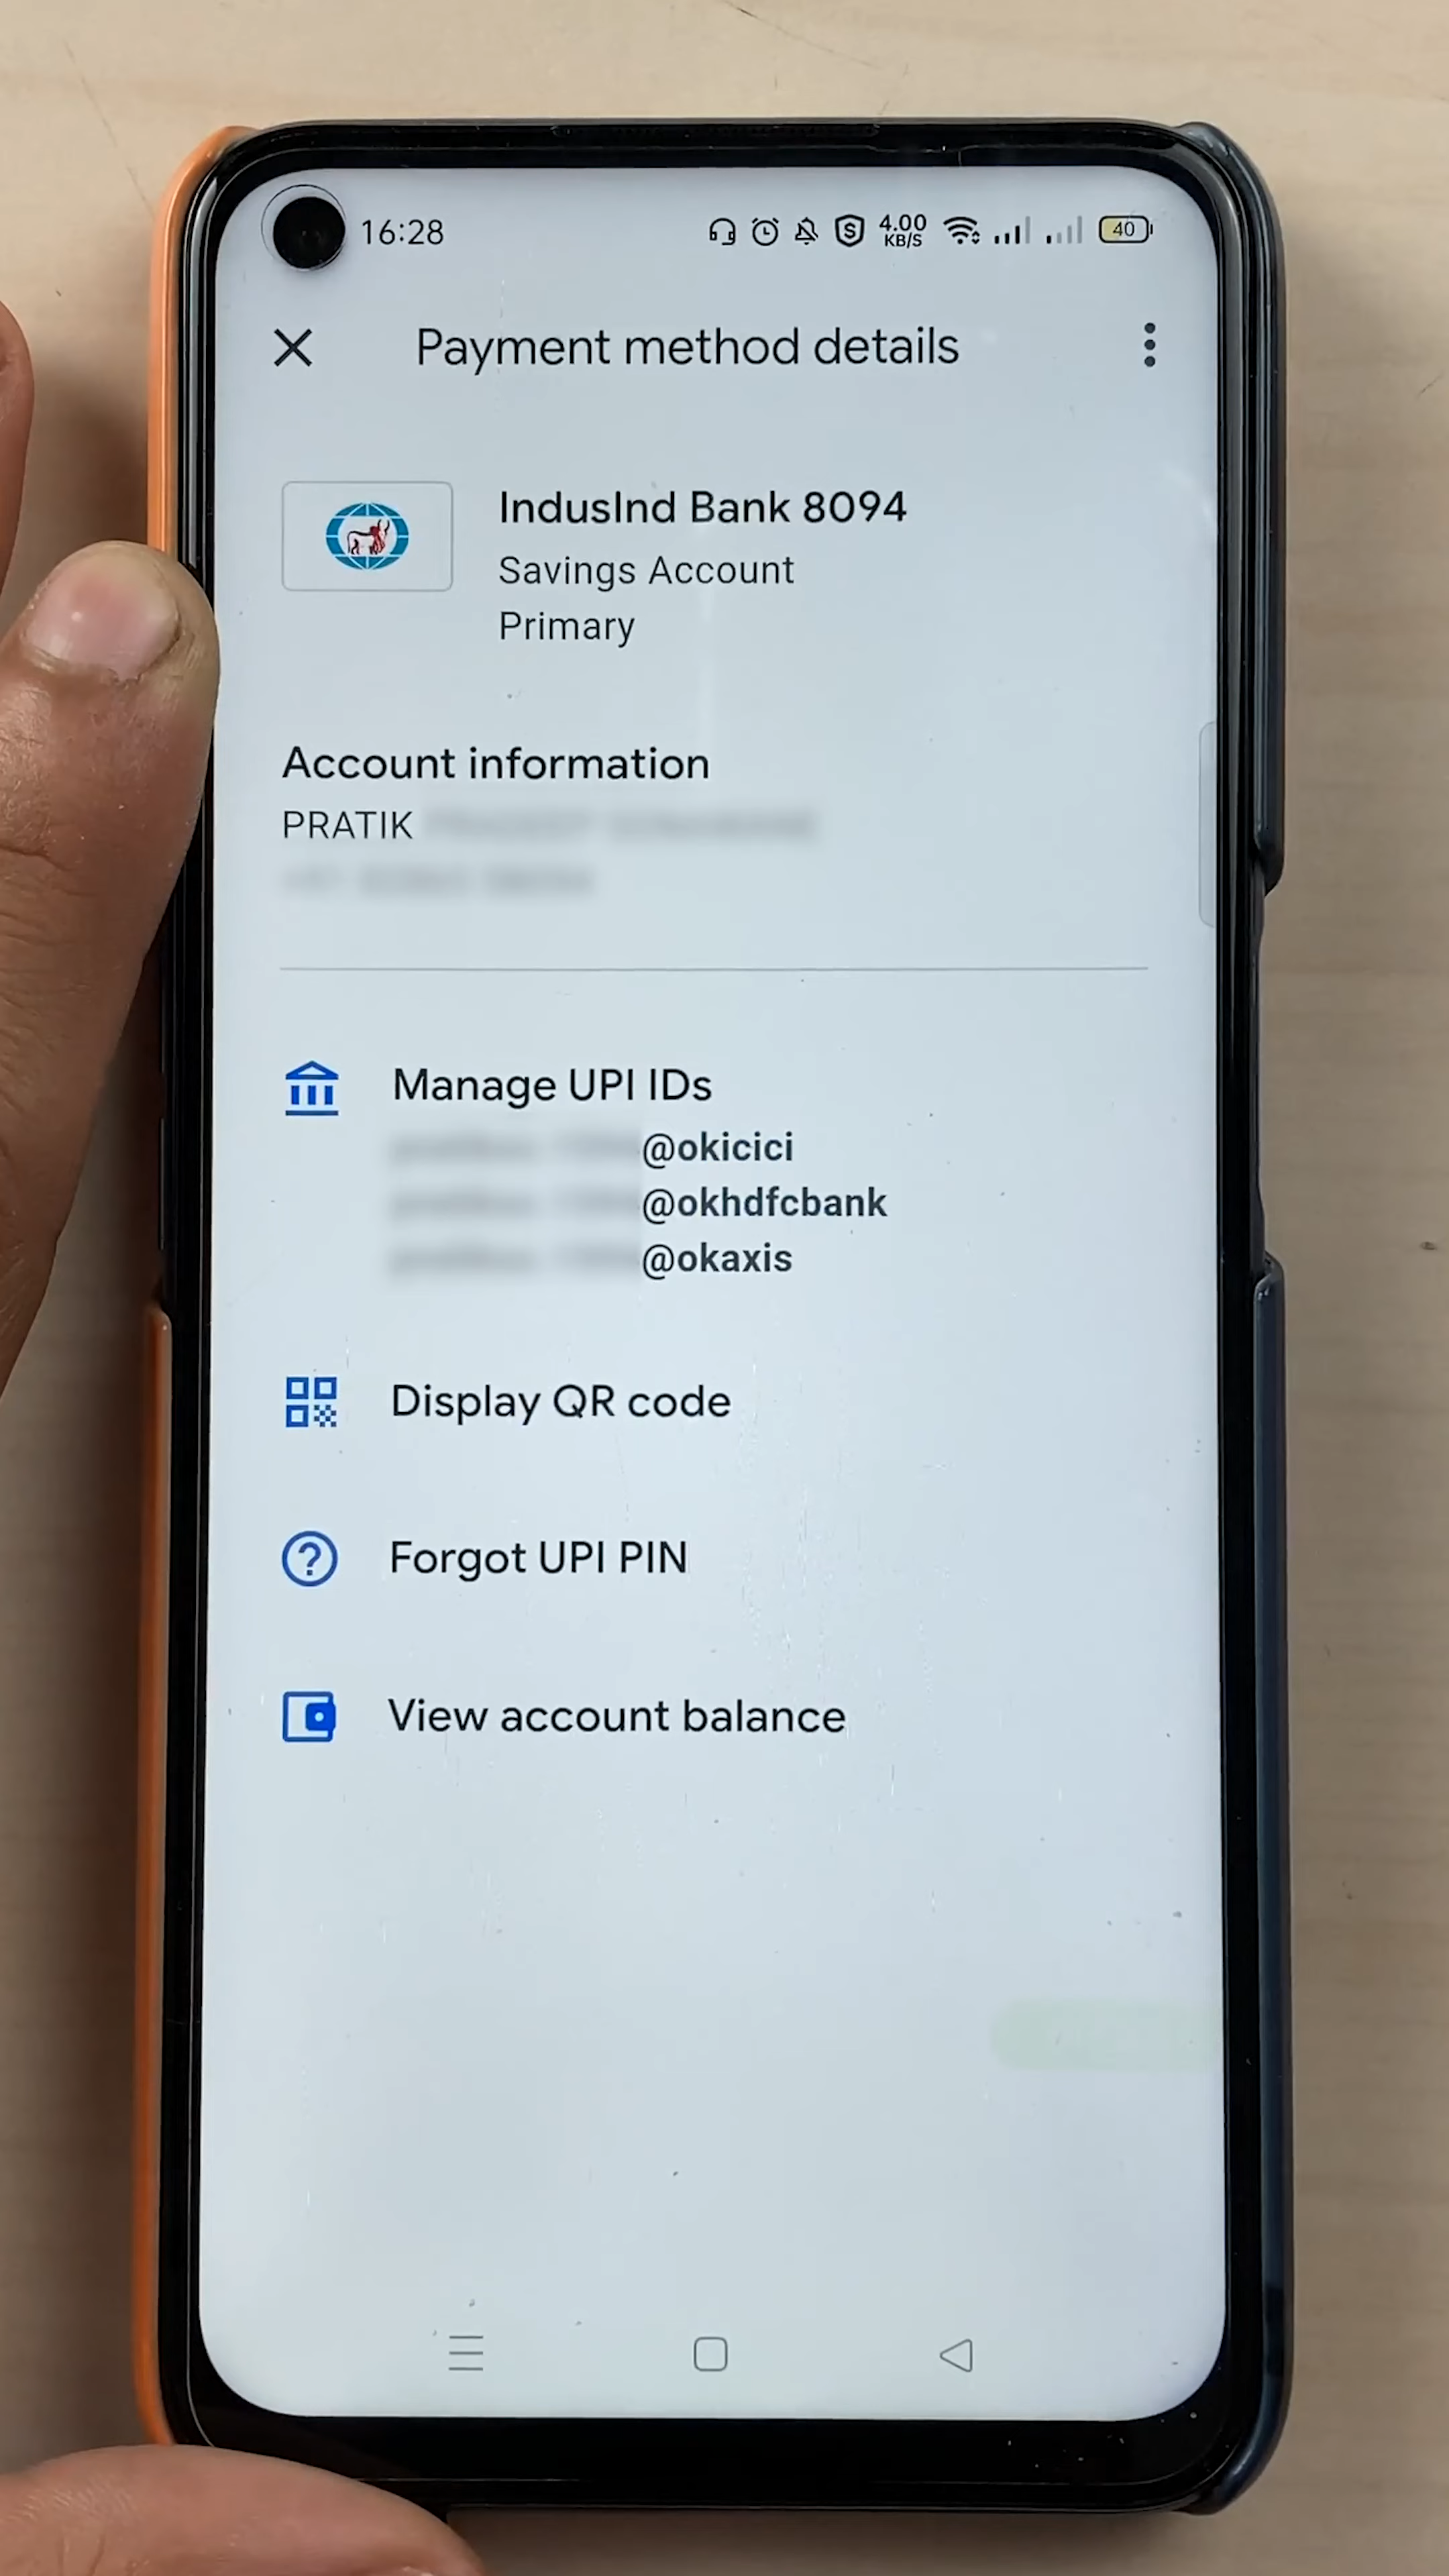 16:28
4.00
KB/S
40
Payment method details
IndusInd Bank 8094
Savings Account
Primary
Account information
PRATIK
Manage UPI IDs
@okicici
@okhdfcbank
@okaxis
Display QR code
Forgot UPI PIN
View account balance